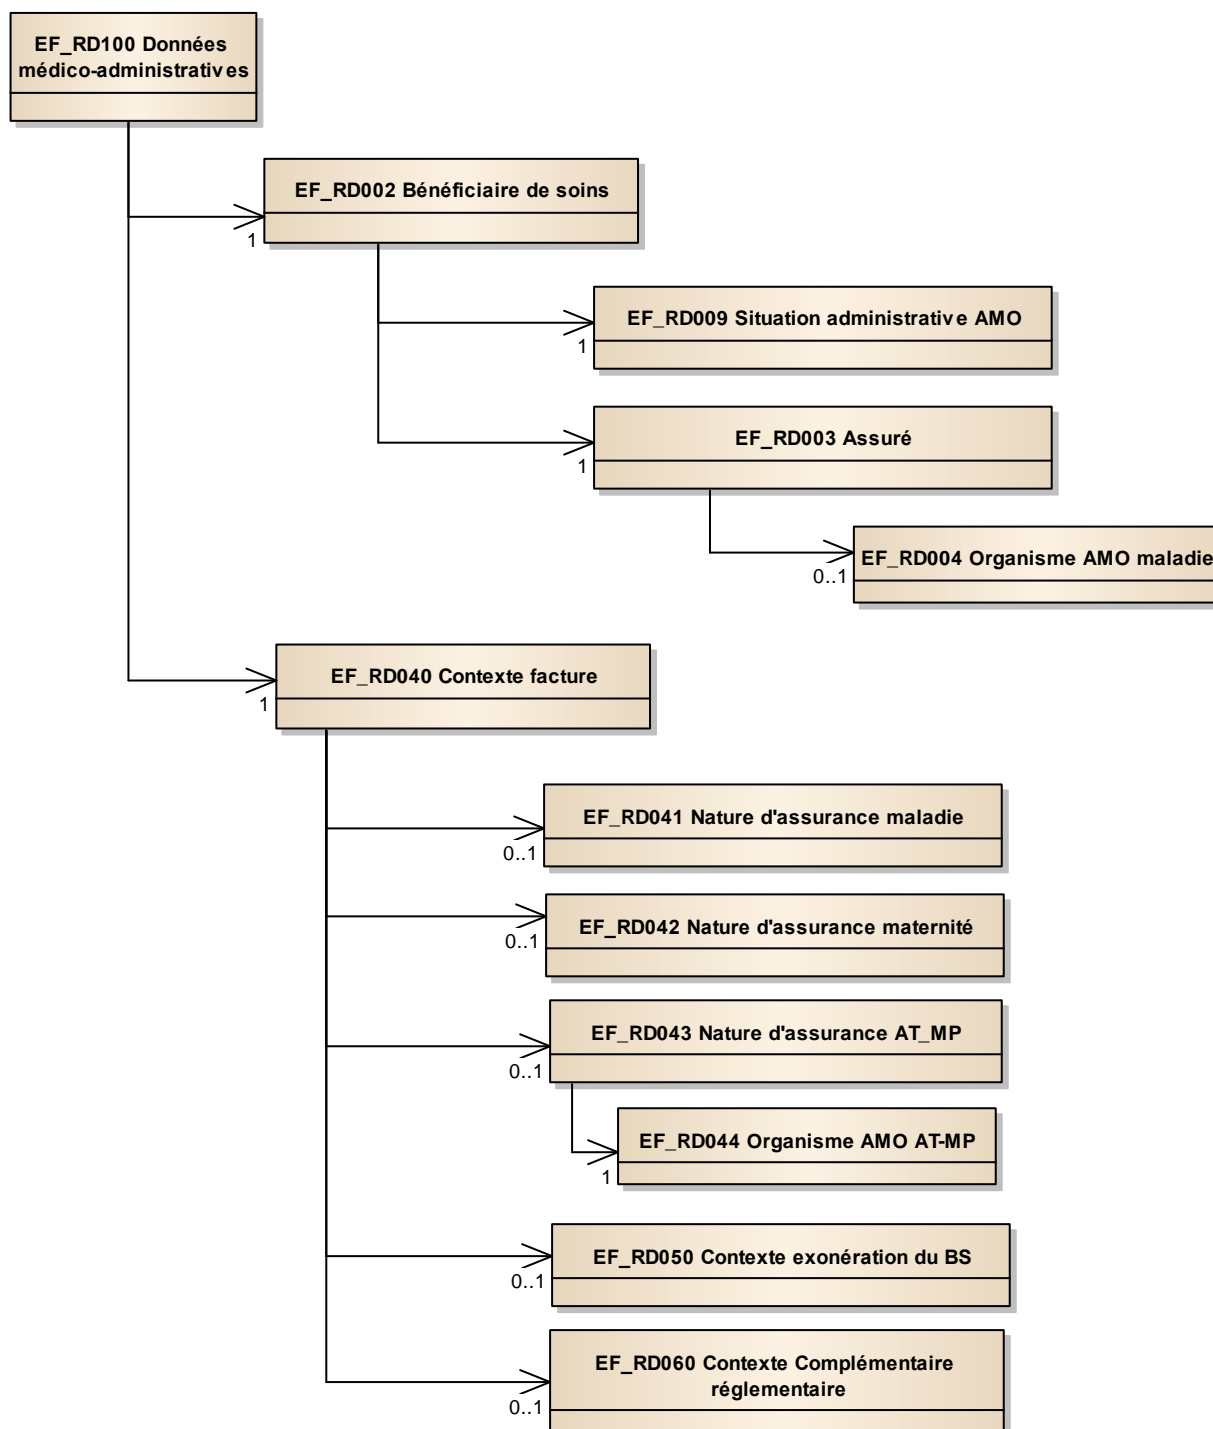 EF_RD100 Données
médico-administratives
EF_RD002 Bénéficiaire de soins
1
EF_RD009 Situation administrative AMO
1
EF_RD003 Assuré
1
EF_RD004 Organisme AMO maladie
0..1
EF_RD040 Contexte facture
1
EF_RD041 Nature d'assurance maladie
0..1
EF_RD042 Nature d'assurance maternité
0..1
EF_RD043 Nature d'assurance AT_MP
0..1
EF_RD044 Organisme AMO AT-MP
1
EF_RD050 Contexte exonération du BS
0..1
EF_RD060 Contexte Complémentaire
réglementaire
0..1